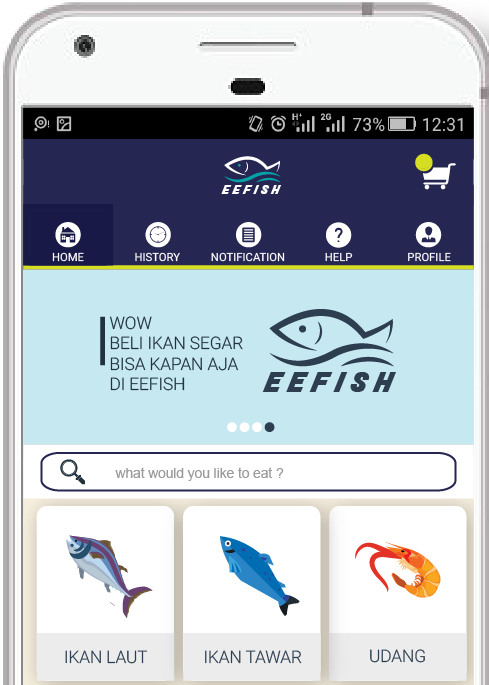 H+
2G
73%
12:31
EEFISH
HOME
HISTORY
NOTIFICATION
HELP
PROFILE
WOW
BELI IKAN SEGAR
BISA KAPAN AJA
DI EEFISH
EEFISH
what would you like to eat ?
IKAN LAUT
IKAN TAWAR
UDANG